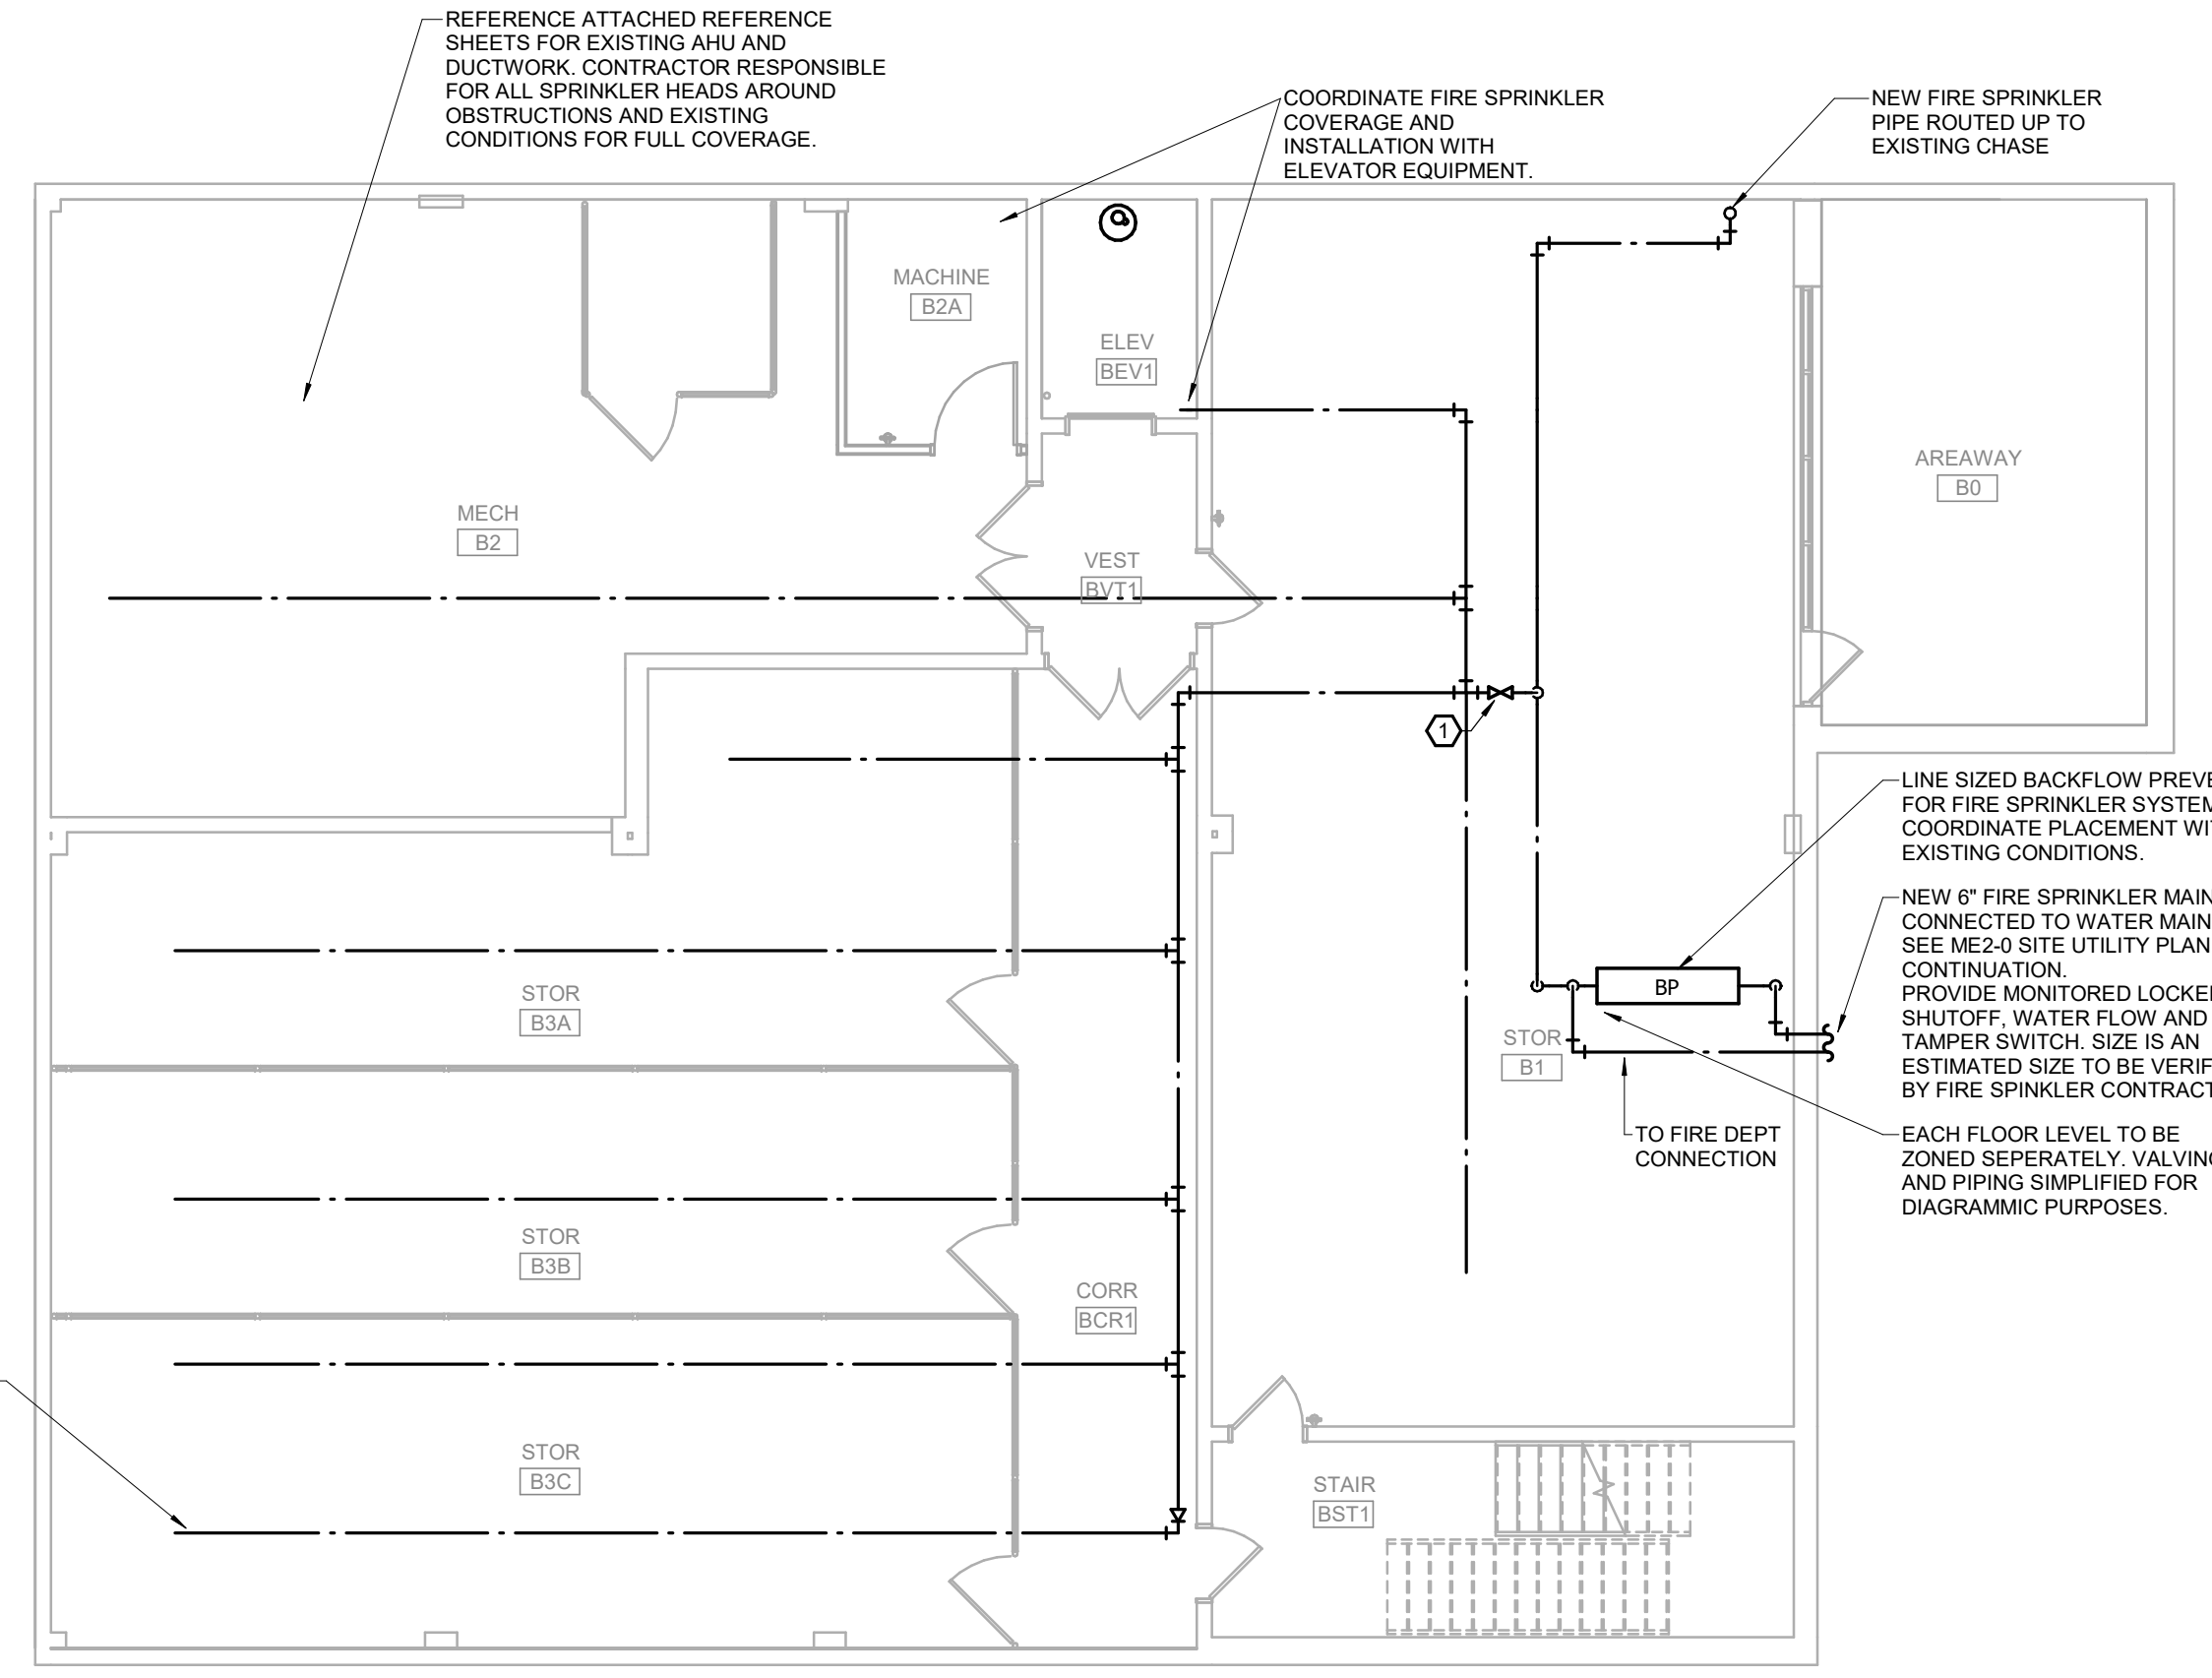 REFERENCE ATTACHED REFERENCE
SHEETS FOR EXISTING AHU AND
DUCTWORK. CONTRACTOR RESPONSIBLE
FOR ALL SPRINKLER HEADS AROUND
OBSTRUCTIONS AND EXISTING
CONDITIONS FOR FULL COVERAGE.
COORDINATE FIRE SPRINKLER
COVERAGE AND
INSTALLATION WITH
ELEVATOR EQUIPMENT.
NEW FIRE SPRINKLER
PIPE ROUTED UP TO
EXISTING CHASE
MACHINE
B2A
ELEV
BEV1
AREAWAY
B0
MECH
B2
VEST
BVT1
1
LINE SIZED BACKFLOW PREVE
FOR FIRE SPRINKLER SYSTEM
COORDINATE PLACEMENT WI
EXISTING CONDITIONS.
NEW 6" FIRE SPRINKLER MAIN
CONNECTED TO WATER MAIN
SEE ME2-0 SITE UTILITY PLAN
CONTINUATION.
PROVIDE MONITORED LOCKE
SHUTOFF, WATER FLOW AND
TAMPER SWITCH. SIZE IS AN
ESTIMATED SIZE TO BE VERIF
BY FIRE SPINKLER CONTRACT
BP
STOR
B3A
STOR
B1
TO FIRE DEPT
CONNECTION
EACH FLOOR LEVEL TO BE
ZONED SEPERATELY. VALVING
AND PIPING SIMPLIFIED FOR
DIAGRAMMIC PURPOSES.
STOR
B3B
CORR
BCR1
STOR
B3C
STAIR
BST1